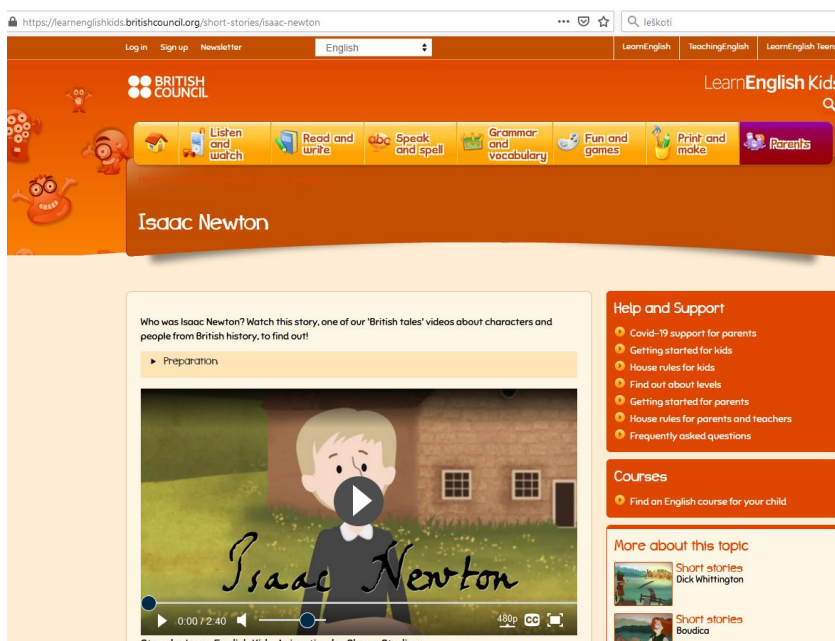 https://learnenglishkids.britishcouncil.org/short-stories/isaac-newton
leškoti
Log in Sign up Newsletter
English
LearnEnglish
TeachingEnglish
LearnEnglish Teens
BRITISH
COUNCIL
LearnEnglish Kids
Listen
and
watch
Read and
write
abc
Speak
and spell
Grammar
and
vocabulary
Fun and
games
Print and
make
Parents
Isaac Newton
Who was Isaac Newton? Watch this story, one of our 'British tales' videos about characters and
people from British history, to find out!
Preparation
Isaac Newton
0:00 / 2:40
480p CC
Help and Support
Covid-19 support for parents
Getting started for kids
House rules for kids
Find out about levels
Getting started for parents
House rules for parents and teachers
Frequently asked questions
Courses
Find an English course for your child
More about this topic
Short stories
Dick Whittington
Short stories
Boudica